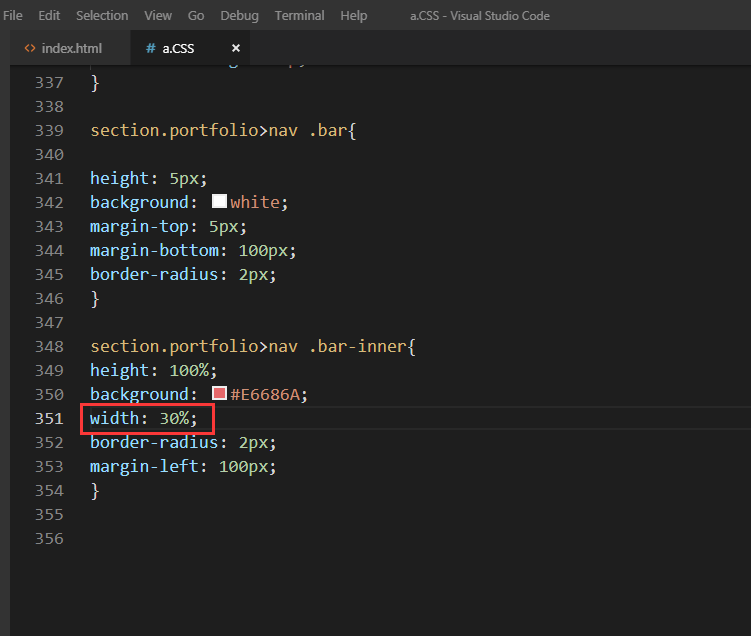 File Edit Selection View Go Debug Terminal Help a.CSS - Visual Studio Code
<> index.html # a.CSS ×
337 }
338
339 section.portfolio>nav .bar{
340
341 height: 5px;
342 background: white;
343 margin-top: 5px;
344 margin-bottom: 100px;
345 border-radius: 2px;
346 }
347
348 section.portfolio>nav .bar-inner{
349 height: 100%;
350 background: #E6686A;
351 width: 30%;
352 border-radius: 2px;
353 margin-left: 100px;
354 }
355
356